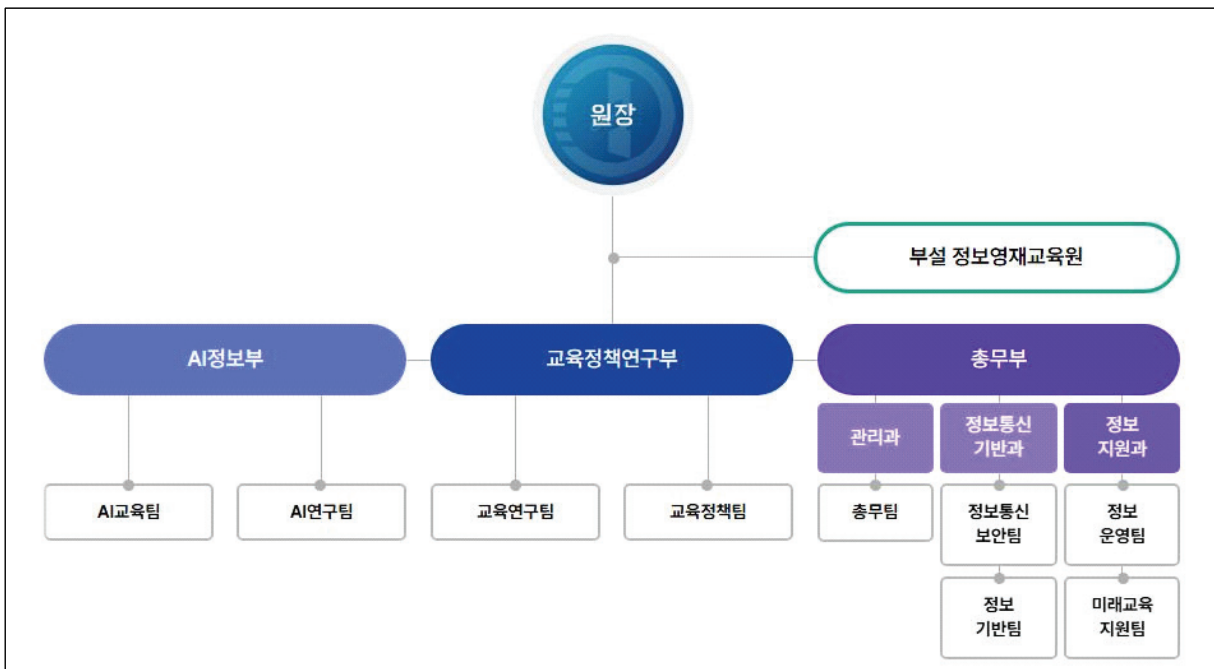 원장
부설 정보영재교육원
AI정보부
교육정책연구부
총무부
관리과
정보통신
기반과
정보
지원과
AI교육팀
AI연구팀
교육연구팀
교육정책팀
총무팀
정보통신
보안팀
정보
운영팀
정보
기반팀
미래교육
지원팀